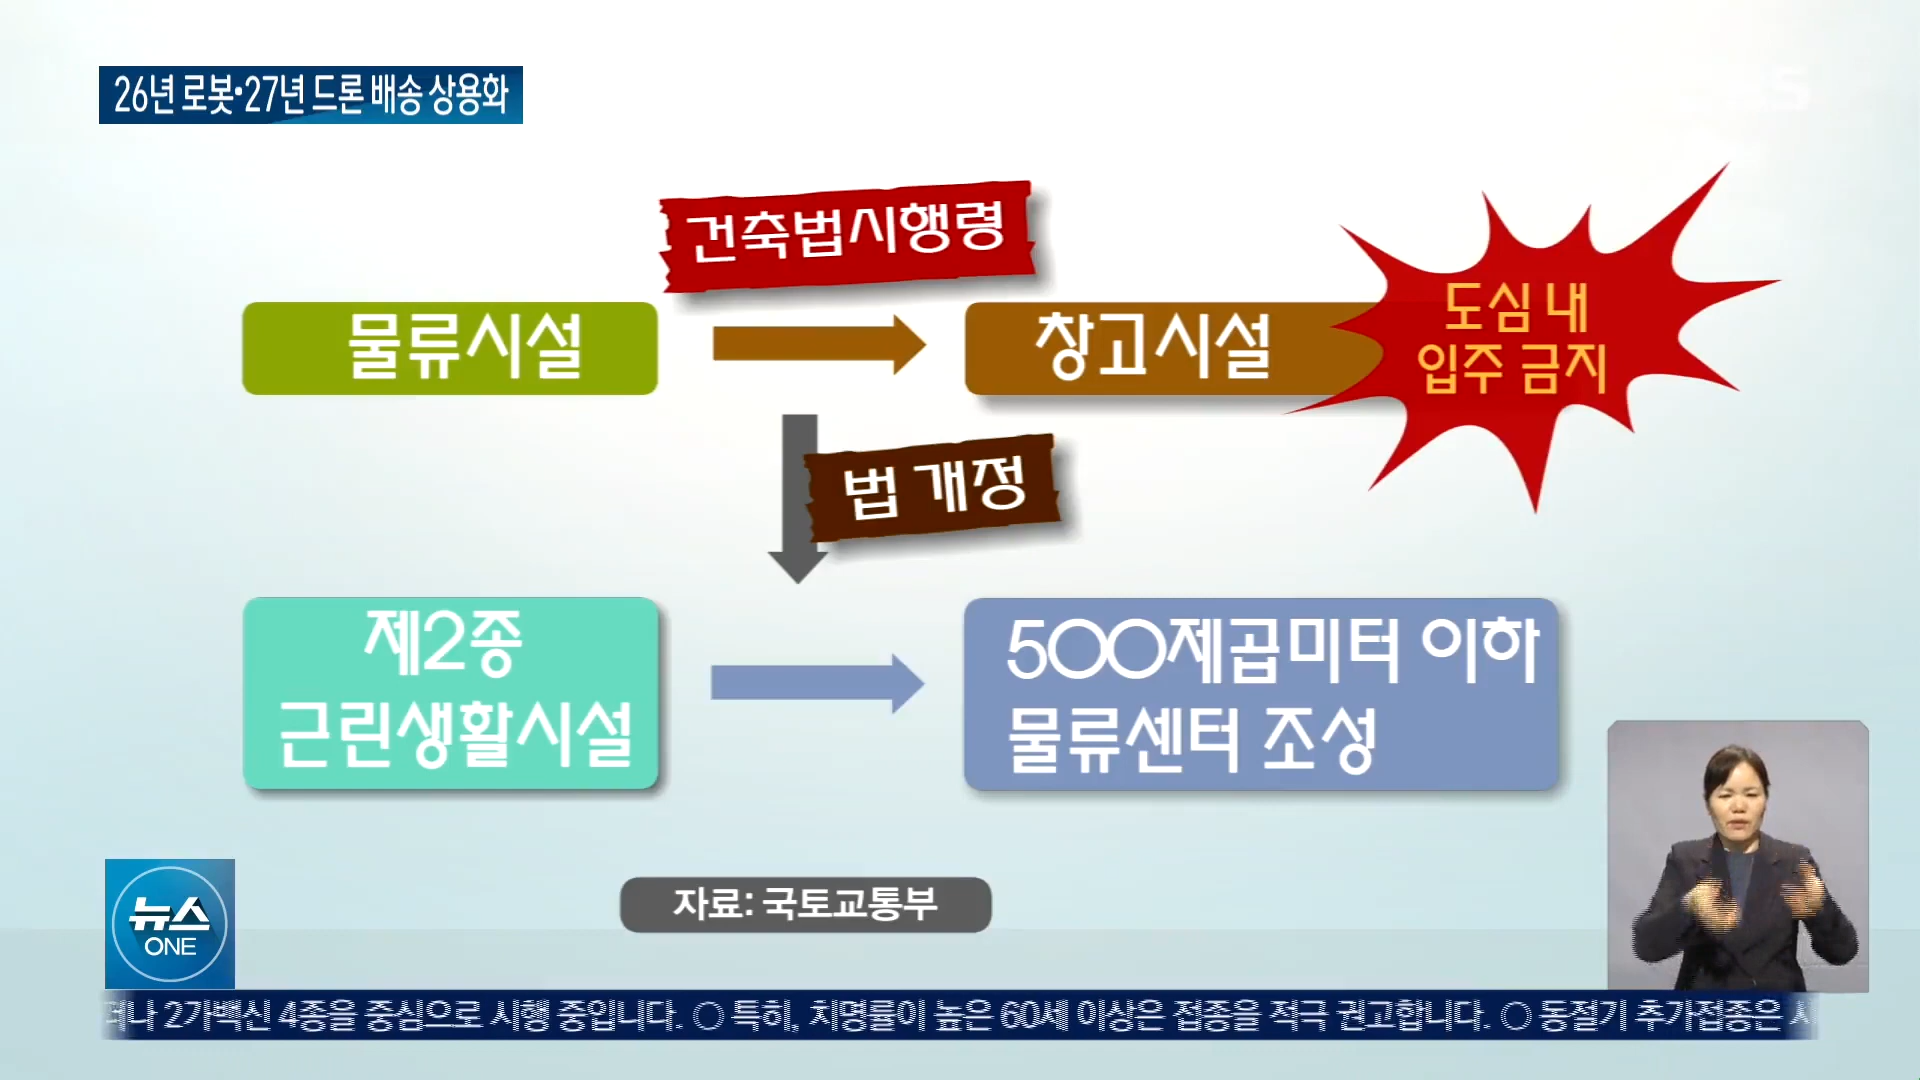 26년 로봇·27년 드론 배송 상용화
건축법시행령
물류시설
창고시설
도심 내
입주 금지
법 개정
제2종
근린생활시설
500제곱미터 이하
물류센터 조성
자료: 국토교통부
뉴스
ONE
2가백신 4종을 중심으로 시행 중입니다. ○ 특히, 치명률이 높은 60세 이상은 접종을 적극 권고합니다. ○ 동절기 추가접종은